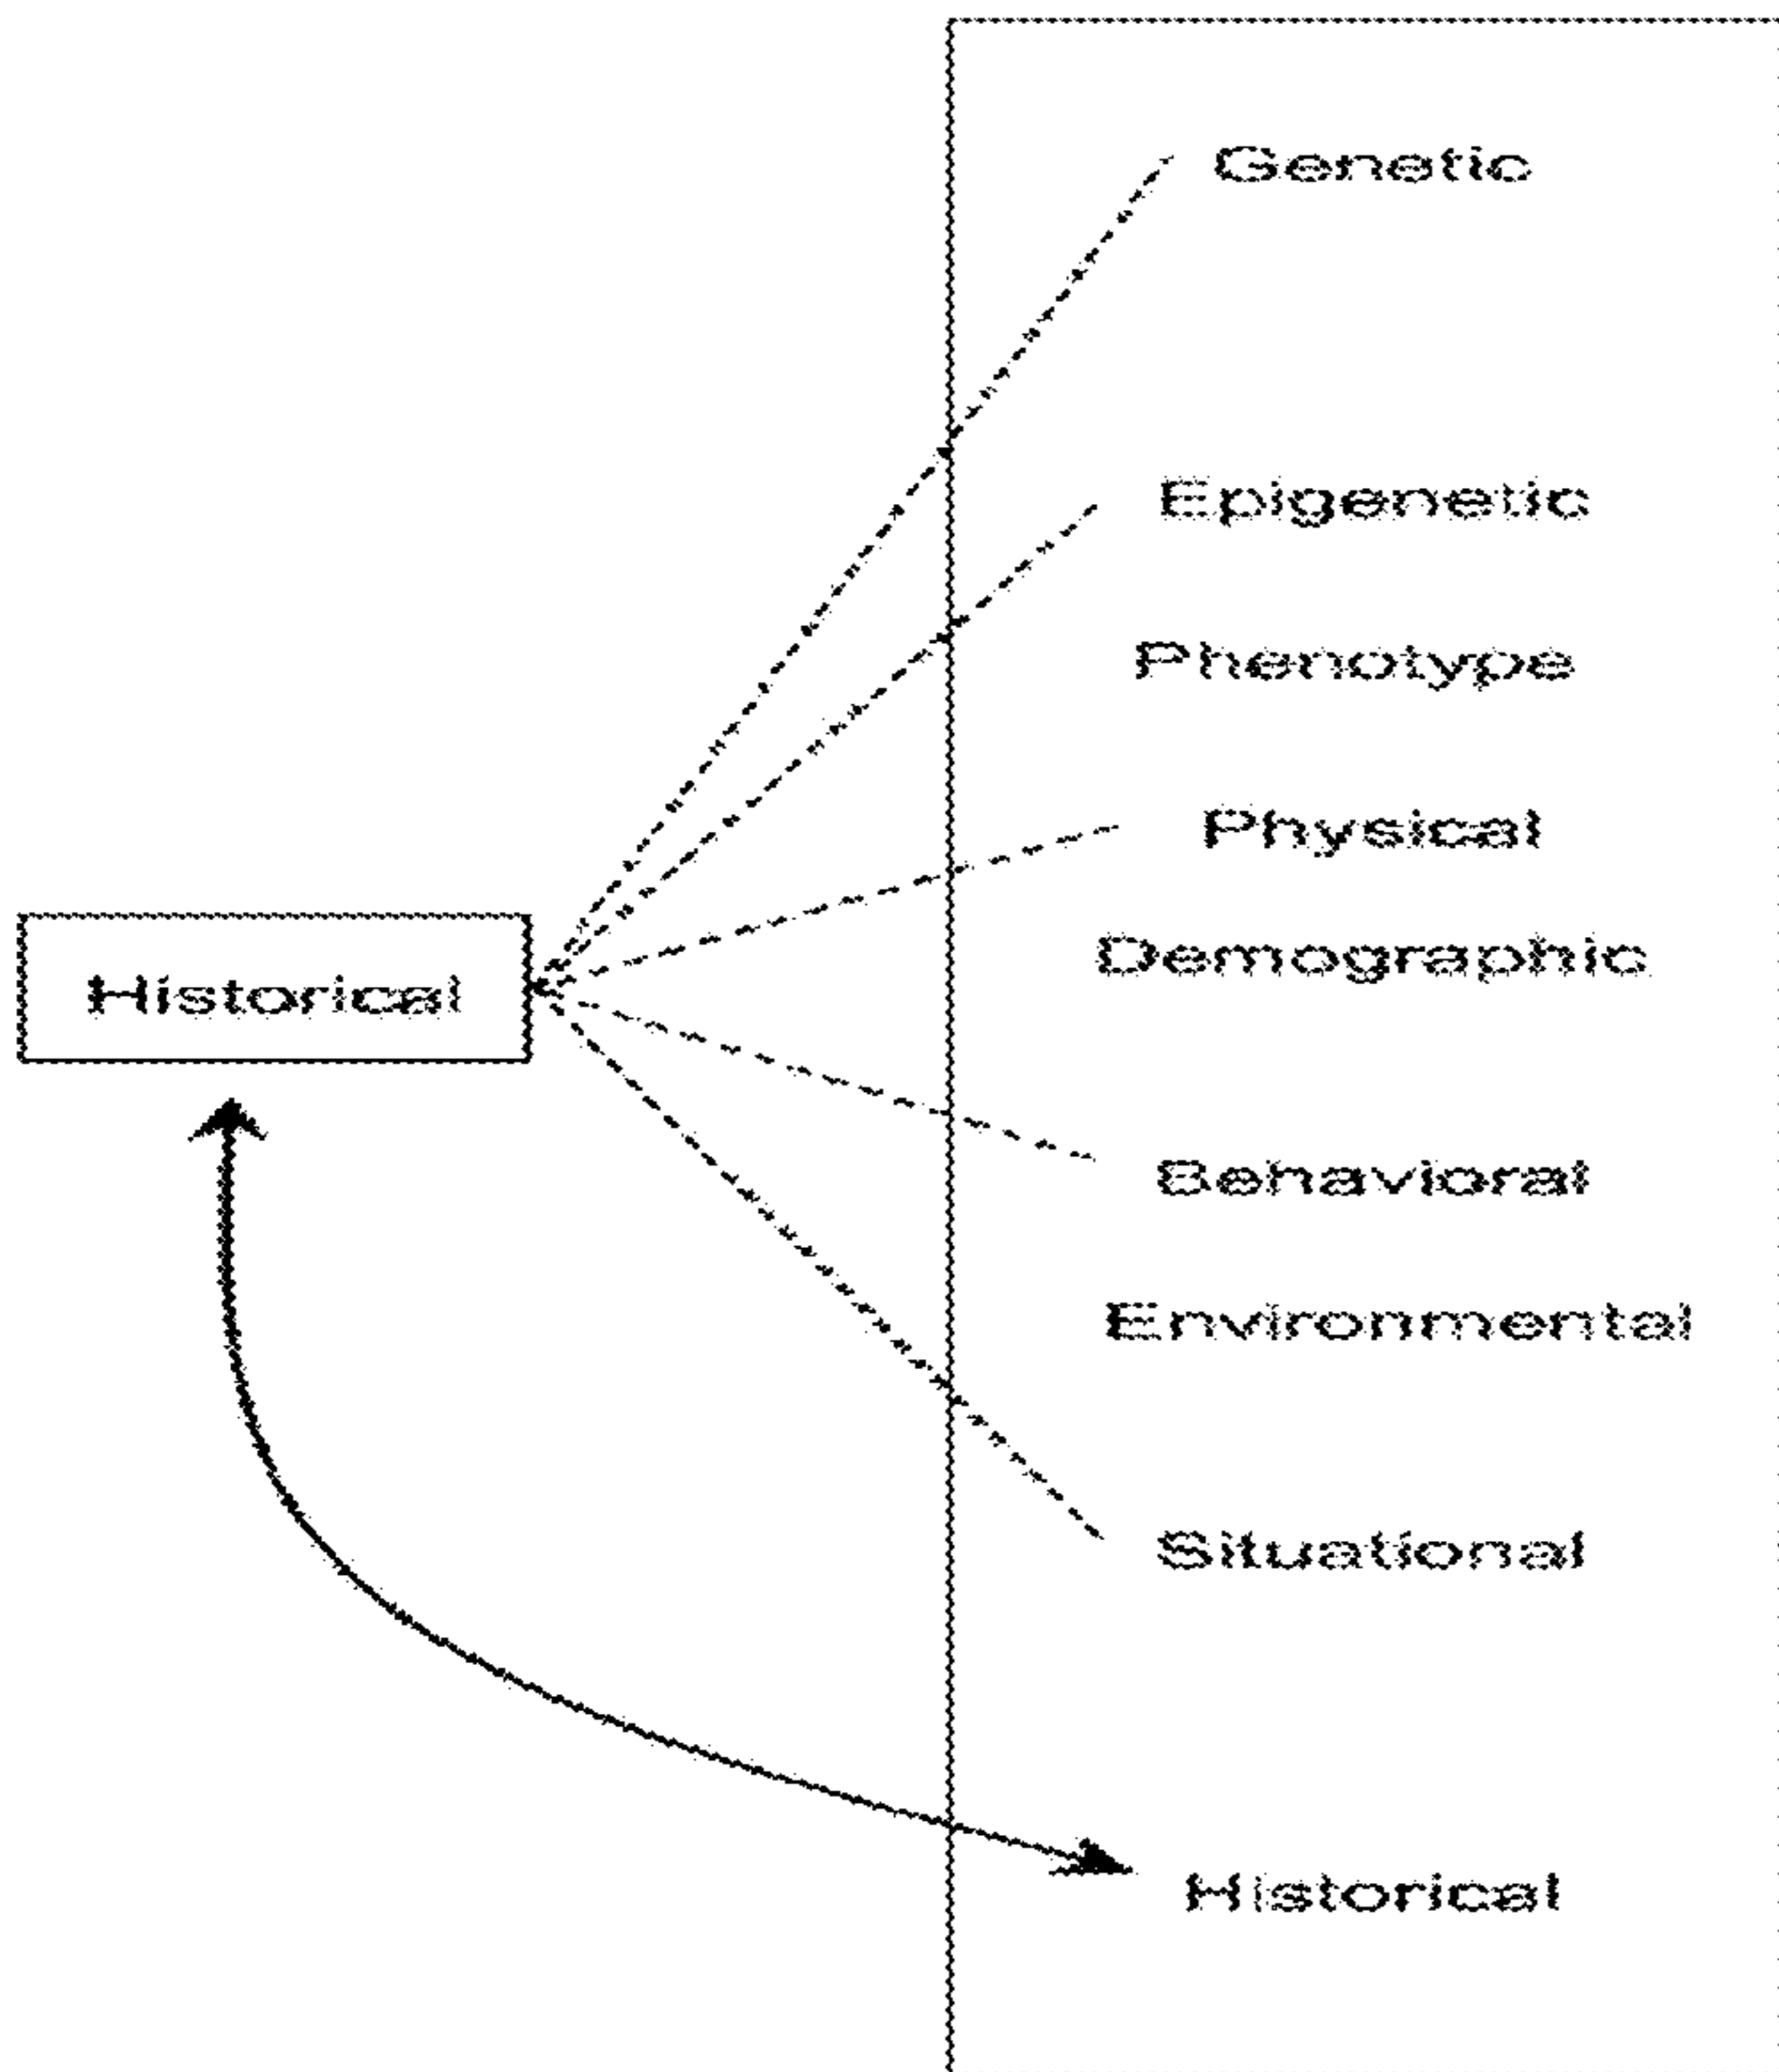 Genetic
Epigenetic
Phenotype
Physical
Demographic
Historical
Behavioral
Environmental
Situational
Historical